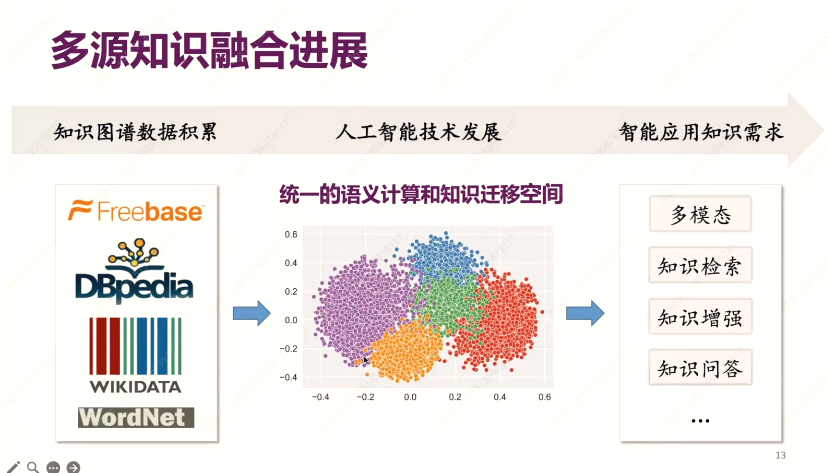 多源知识融合进展
知识图谱数据积累
人工智能技术发展
智能应用知识需求
Freebase
DBpedia
WIKIDATA
WordNet
统一的语义计算和知识迁移空间
0.6
0.4
0.2
0.0
−0.2
−0.4
−0.4 −0.2 0.0 0.2 0.4 0.6
多模态
知识检索
知识增强
知识问答
...
13